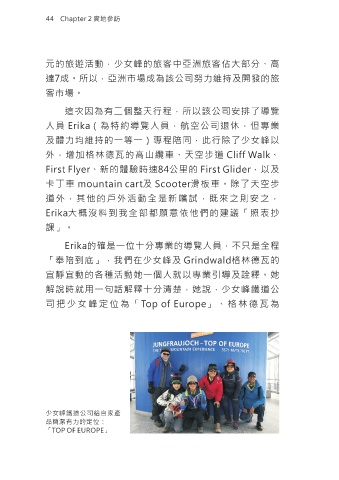 44 Chapter 2 實地參訪
元的旅遊活動，少女峰的旅客中亞洲旅客佔大部分、高
達7成。所以，亞洲市場成為該公司努力維持及開發的旅
客市場。
這次因為有二個整天行程，所以該公司安排了導覽
人員 Erika（為特約導覽人員，航空公司退休，但專業
及體力均維持的一等一）專程陪同，此行除了少女峰以
外，增加格林德瓦的高山纜車、天空步道 Cliff Walk、
First Flyer、新的體驗時速84公里的 First Glider，以及
卡丁車 mountain cart及 Scooter滑板車。除了天空步
道外，其他的戶外活動全是新嚐試，既來之則安之，
Erika大概沒料到我全部都願意依他們的建議「照表抄
課」。
Erika的確是一位十分專業的導覽人員，不只是全程
「奉陪到底」，我們在少女峰及 Grindwald格林德瓦的
宜靜宜動的各種活動她一個人就以專業引導及詮釋。她
解說時就用一句話解釋十分清楚，她說，少女峰鐵道公
司把少女峰定位為「Top of Europe」、格林德瓦為
JUNGFRAUJOCH – TOP OF EUROPE
少女峰鐵道公司給自家產
品簡潔有力的定位：
「TOP OF EUROPE」